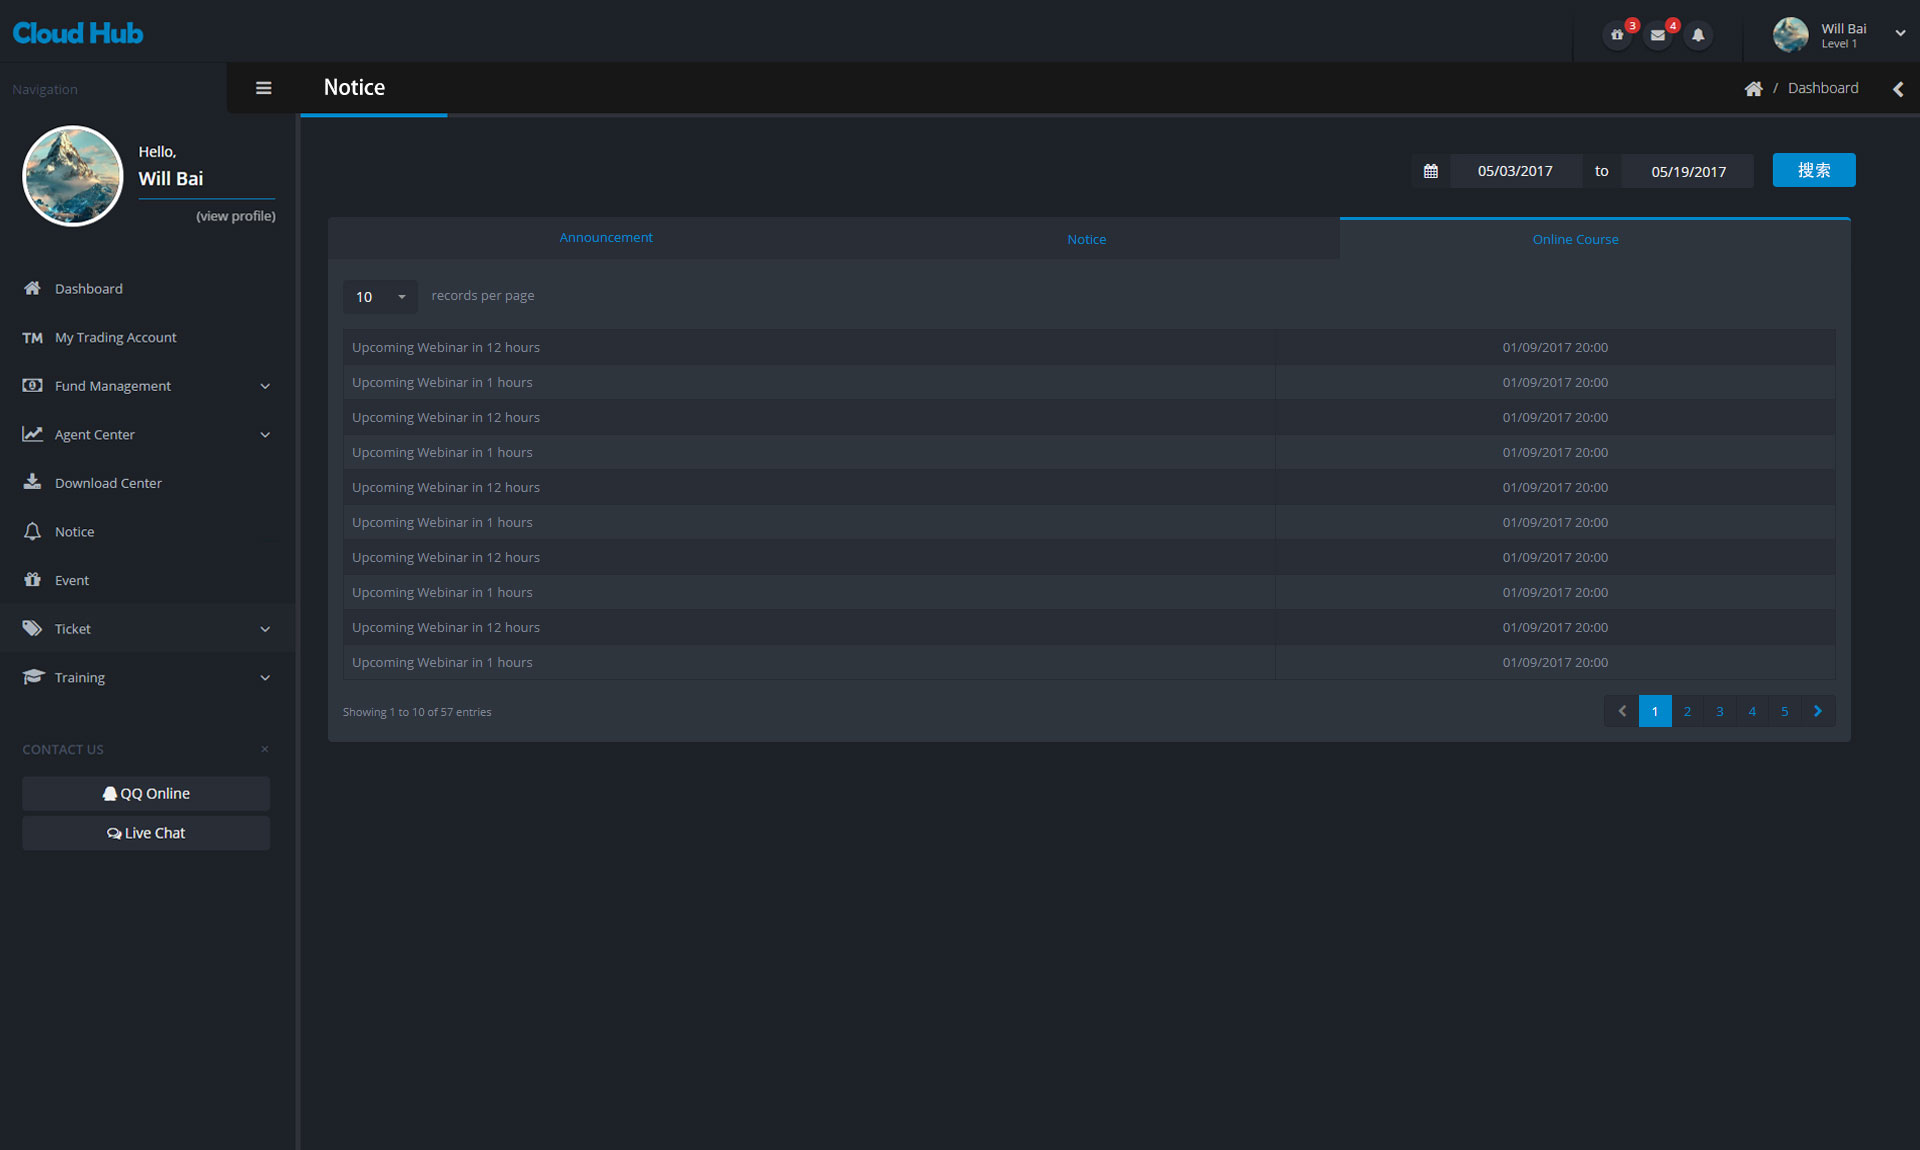 Cloud Hub
3
4
Will Bai
Level 1
Navigation
Notice
/ Dashboard
Hello,
Will Bai
(view profile)
05/03/2017 to 05/19/2017 搜索
Announcement Notice Online Course
10 records per page
Dashboard
TM My Trading Account
Fund Management
Agent Center
Download Center
Notice
Event
Ticket
Training
Upcoming Webinar in 12 hours 01/09/2017 20:00
Upcoming Webinar in 1 hours 01/09/2017 20:00
Upcoming Webinar in 12 hours 01/09/2017 20:00
Upcoming Webinar in 1 hours 01/09/2017 20:00
Upcoming Webinar in 12 hours 01/09/2017 20:00
Upcoming Webinar in 1 hours 01/09/2017 20:00
Upcoming Webinar in 12 hours 01/09/2017 20:00
Upcoming Webinar in 1 hours 01/09/2017 20:00
Upcoming Webinar in 12 hours 01/09/2017 20:00
Upcoming Webinar in 1 hours 01/09/2017 20:00
Showing 1 to 10 of 57 entries
1 2 3 4 5
CONTACT US ×
QQ Online
Live Chat